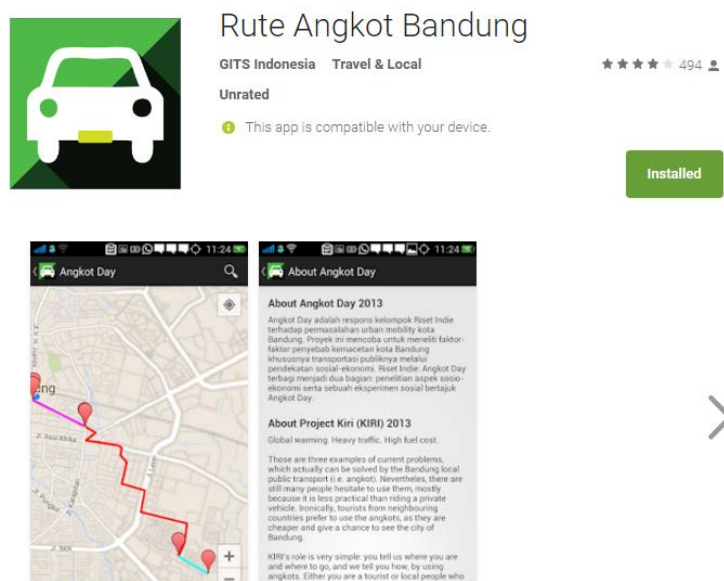 Rute Angkot Bandung
GITS Indonesia Travel & Local
494
Unrated
This app is compatible with your device.
Installed
11:24
Angkot Day
ung
Jl. Asia Afrika
Jl. BKR
+
−
11:24
About Angkot Day
About Angkot Day 2013
Angkot Day adalah respons kelompok Riset Indie
terhadap permasalahan urban mobility kota
Bandung. Proyek ini mencoba untuk meneliti faktor-
faktor penyebab kemacetan kota Bandung
khususnya transportasi publiknya melalui
pendekatan sosial-ekonomi. Riset Indie: Angkot Day
terbagi menjadi dua bagian: penelitian aspek sosio-
ekonomi serta sebuah eksperimen sosial bertajuk
Angkot Day.
About Project Kiri (KIRI) 2013
Global warming. Heavy traffic. High fuel cost.
Those are three examples of current problems,
which actually can be solved by the Bandung local
public transport (i.e. angkot). Nevertheles, there are
still many people hesitate to use them, mostly
because it is less practical than riding a private
vehicle. Ironically, tourists from neighbouring
countries prefer to use the angkots, as they are
cheaper and give a chance to see the city of
Bandung.
KIRI's role is very simple: you tell us where you are
and where to go, and we tell you how, by using
angkots. Either you are a tourist or local people who